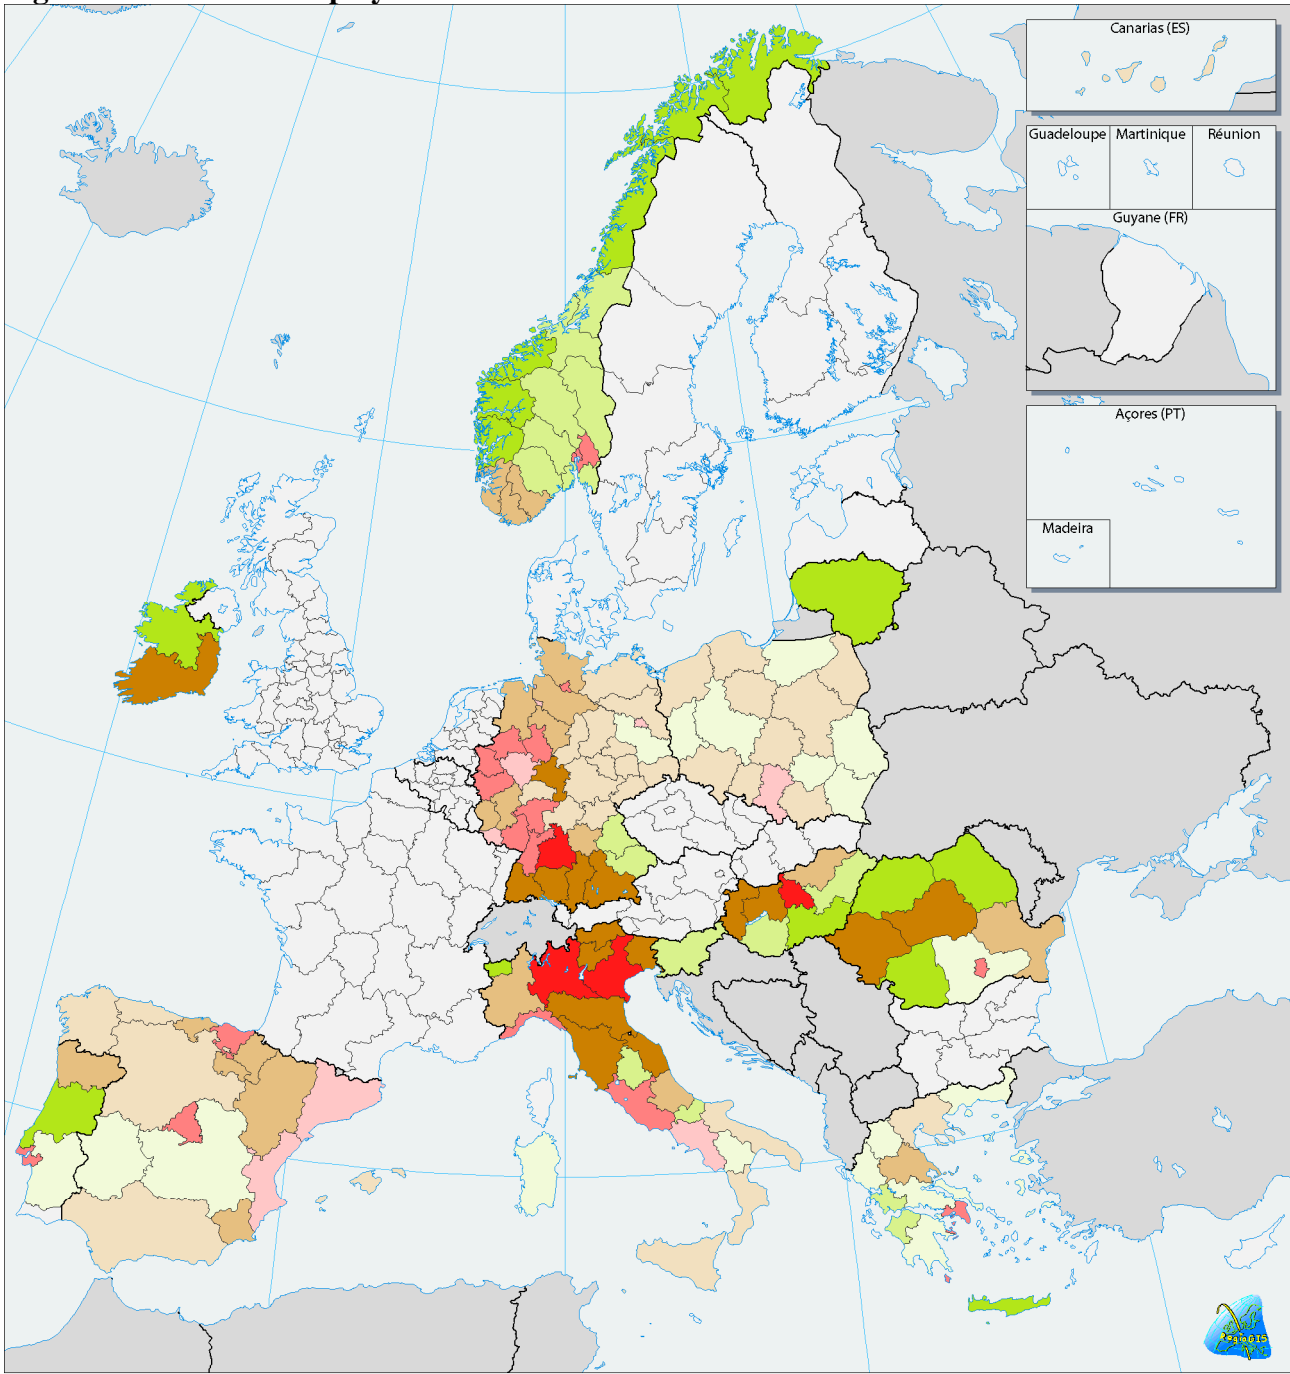 Canarias (ES)
Guadeloupe
Martinique
Réunion
Guyane (FR)
Açores (PT)
Madeira
RegioGIS